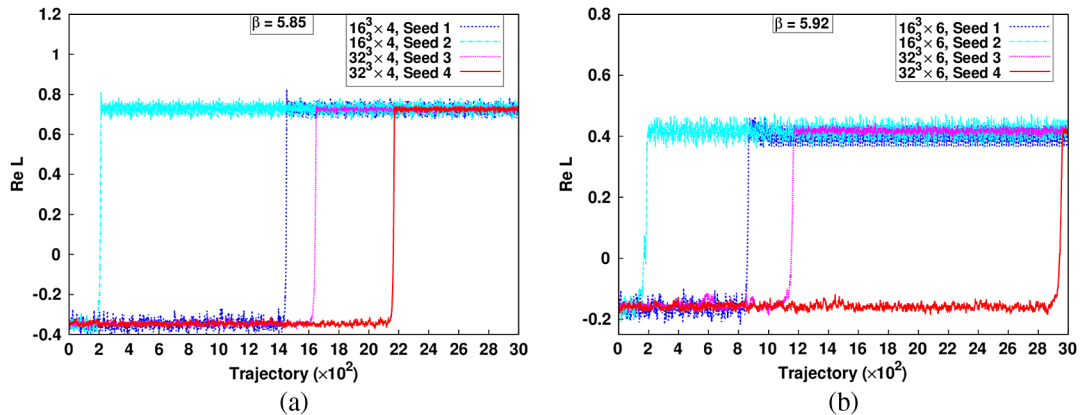 β = 5.85
16³× 4, Seed 1
16³× 4, Seed 2
32³× 4, Seed 3
32³× 4, Seed 4
1.2
1
0.8
0.6
0.4
0.2
0
-0.2
-0.4
Re L
0 2 4 6 8 10 12 14 16 18 20 22 24 26 28 30
Trajectory (×10²)
(a)
β = 5.92
16³× 6, Seed 1
16³× 6, Seed 2
32³× 6, Seed 3
32³× 6, Seed 4
0.8
0.6
0.4
0.2
0
-0.2
Re L
0 2 4 6 8 10 12 14 16 18 20 22 24 26 28 30
Trajectory (×10²)
(b)